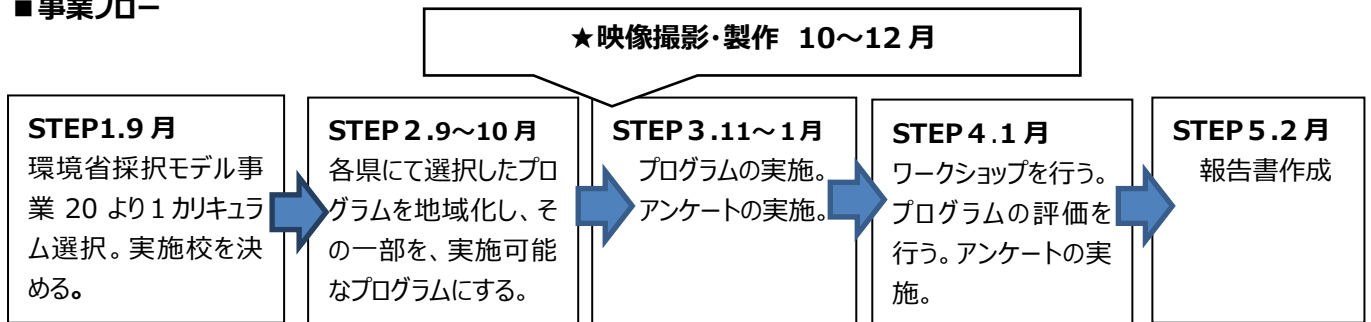 ■事業フロー
★映像撮影・製作 10～12 月
STEP1.9 月
環境省採択モデル事
業 20 より 1 カリキュラ
ム選択。実施校を決
める。
STEP２.9～10 月
各県にて選択したプロ
グラムを地域化し、そ
の一部を、実施可能
なプログラムにする。
STEP３.11～1 月
プログラムの実施。
アンケートの実施。
STEP４.1 月
ワークショップを行う。
プログラムの評価を
行う。アンケートの実
施。
STEP５.2 月
報告書作成